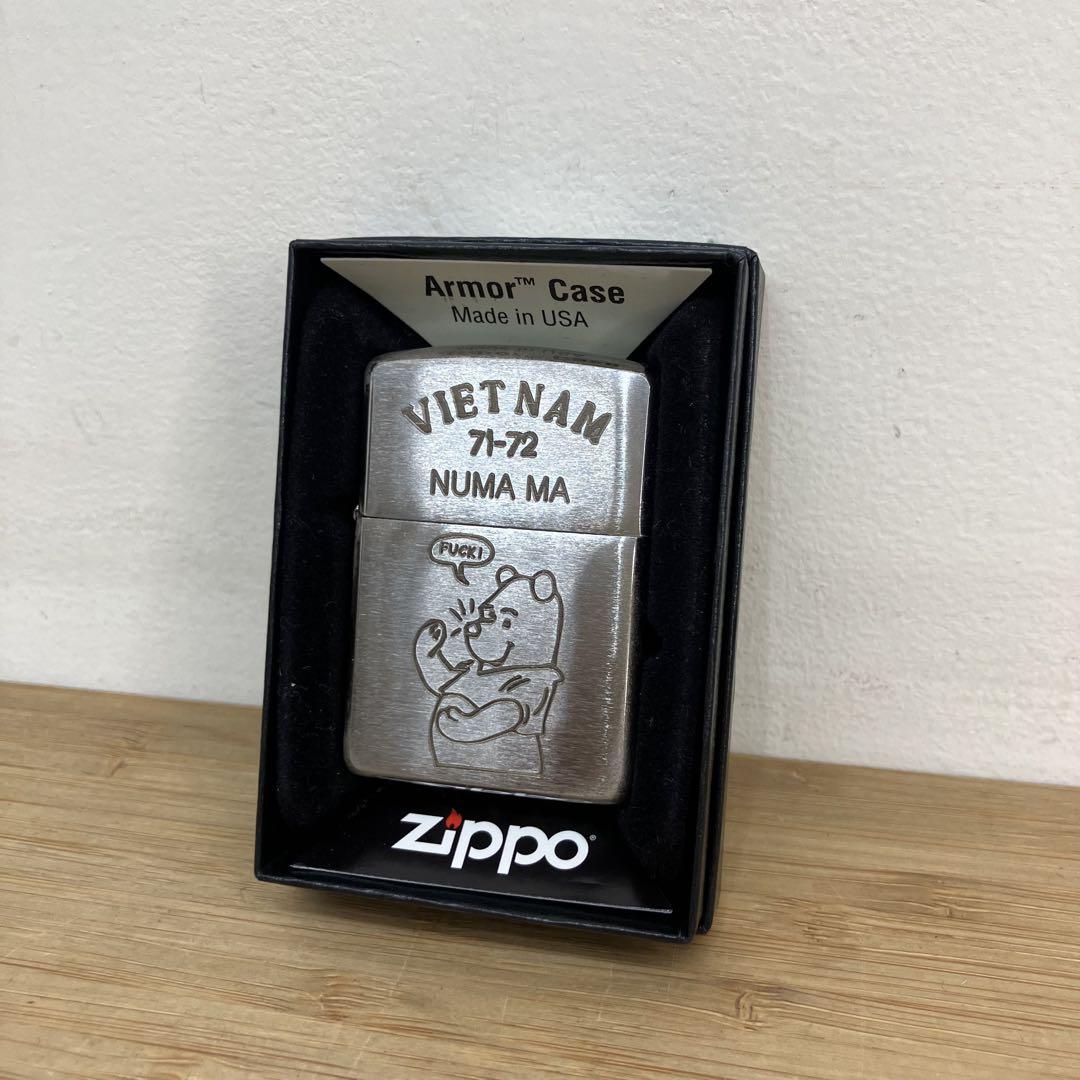 Armor™ Case
Made in USA
VIETNAM
71-72
NUMA MA
FUCK!
zippo®